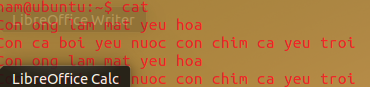 nam@ubuntu:~$ cat
LibreOffice Writer
Con ong lam mat yeu hoa
Con ca boi yeu nuoc con chim ca yeu troi
Con ong lam mat yeu hoa
LibreOffice Calc
nuoc con chim ca yeu troi